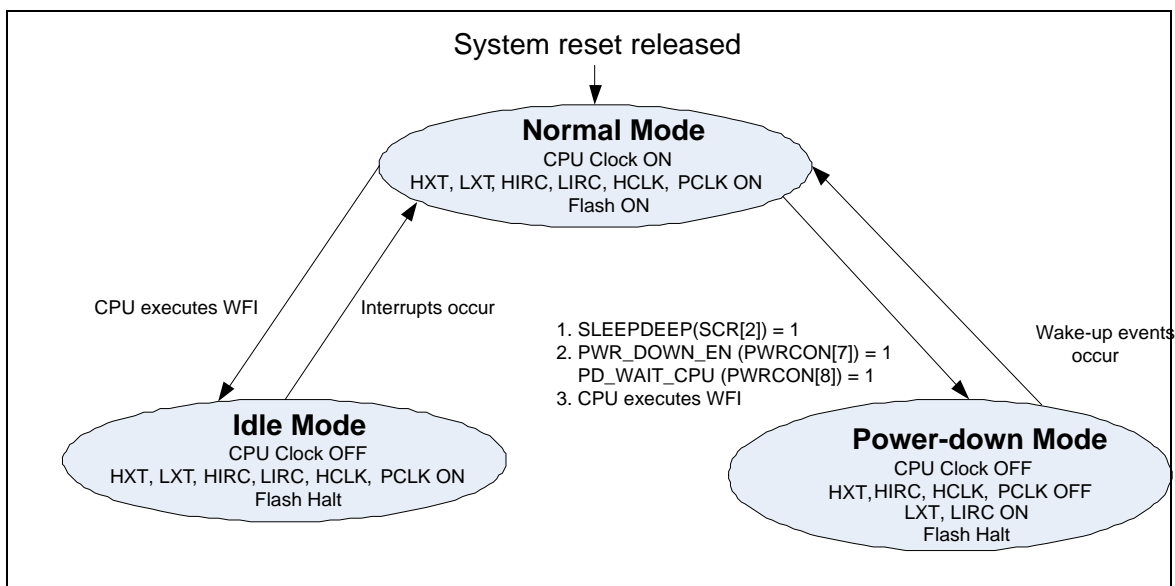 System reset released
Normal Mode
CPU Clock ON
HXT, LXT, HIRC, LIRC, HCLK, PCLK ON
Flash ON
CPU executes WFI
Interrupts occur
1. SLEEPDEEP(SCR[2]) = 1
2. PWR_DOWN_EN (PWRCON[7]) = 1
PD_WAIT_CPU (PWRCON[8]) = 1
3. CPU executes WFI
Wake-up events
occur
Idle Mode
CPU Clock OFF
HXT, LXT, HIRC, LIRC, HCLK, PCLK ON
Flash Halt
Power-down Mode
CPU Clock OFF
HXT, HIRC, HCLK, PCLK OFF
LXT, LIRC ON
Flash Halt